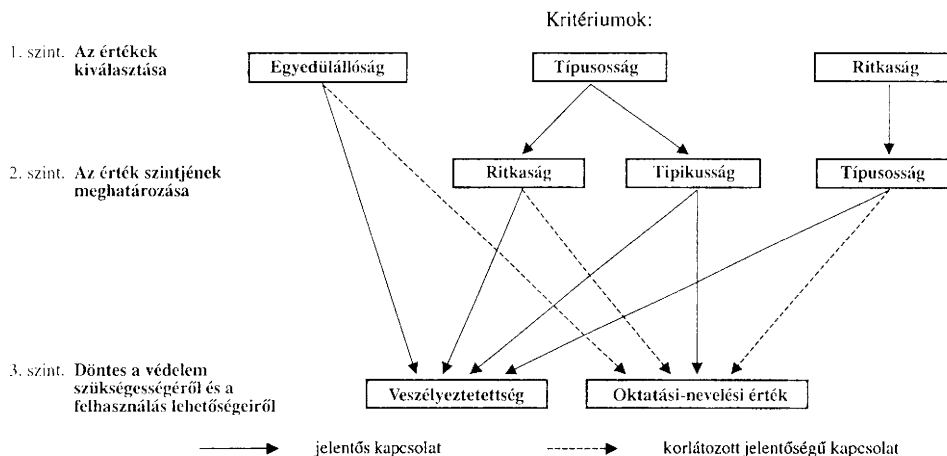 Kritériumok:
1. szint. Az értékek
kiválasztása
Egyedülállóság
Típusosság
Ritkaság
2. szint. Az érték szintjének
meghatározása
Ritkaság
Tipikusság
Típusosság
3. szint. Döntes a védelem
szükségességéről és a
felhasználás lehetőségeiről
Veszélyeztetettség
Oktatási-nevelési érték
jelentős kapcsolat
korlátozott jelentőségű kapcsolat